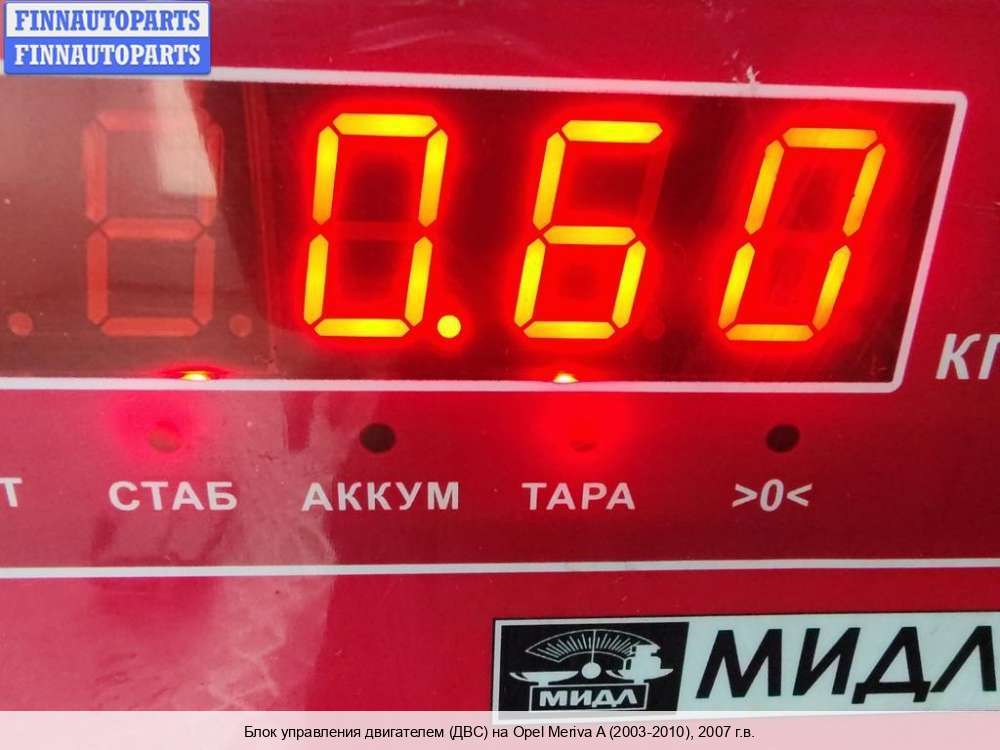 FINNAUTOPARTS
FINNAUTOPARTS
0.60
КГ
Т СТАБ АККУМ ТАРА >0<
МИДЛ МИДЛ
Блок управления двигателем (ДВС) на Opel Meriva A (2003-2010), 2007 г.в.